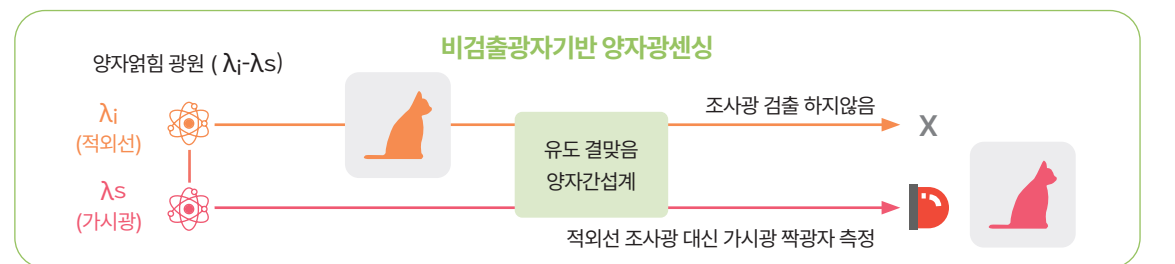 비검출광자기반 양자광센싱
양자얽힘 광원 ( λi-λs)
λi
(적외선)
조사광 검출 하지않음
X
유도 결맞음
양자간섭계
λs
(가시광)
적외선 조사광 대신 가시광 짝광자 측정